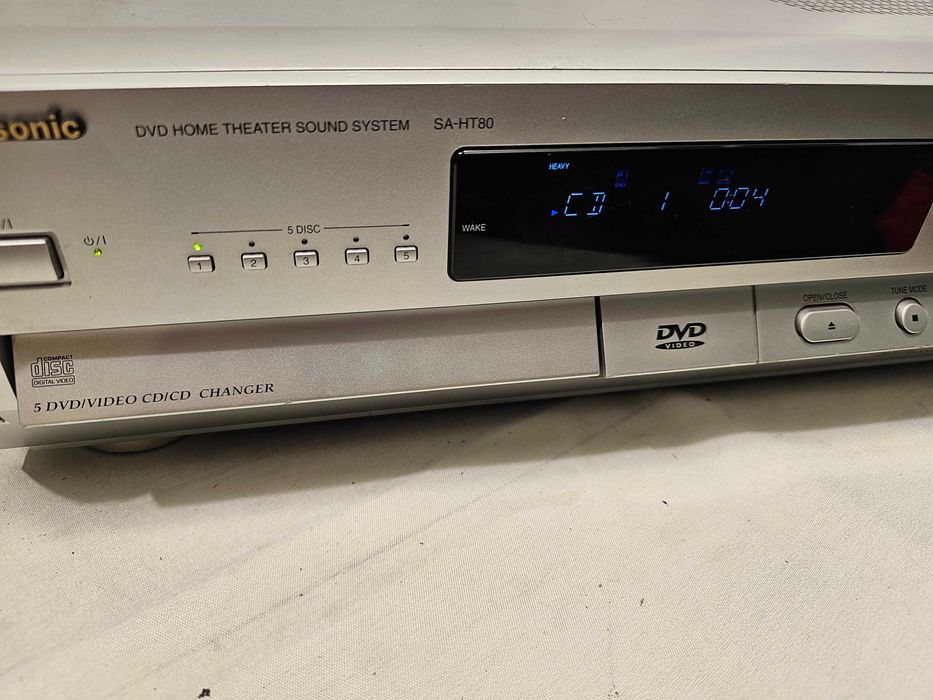 sonic
DVD HOME THEATER SOUND SYSTEM SA-HT80
HEAVY
CD 1 0:04
WAKE
⏻/I
5 DISC
1 2 3 4 5
OPEN/CLOSE
TUNE MODE
DVD
VIDEO
COMPACT
disc
DIGITAL VIDEO
5 DVD/VIDEO CD/CD CHANGER